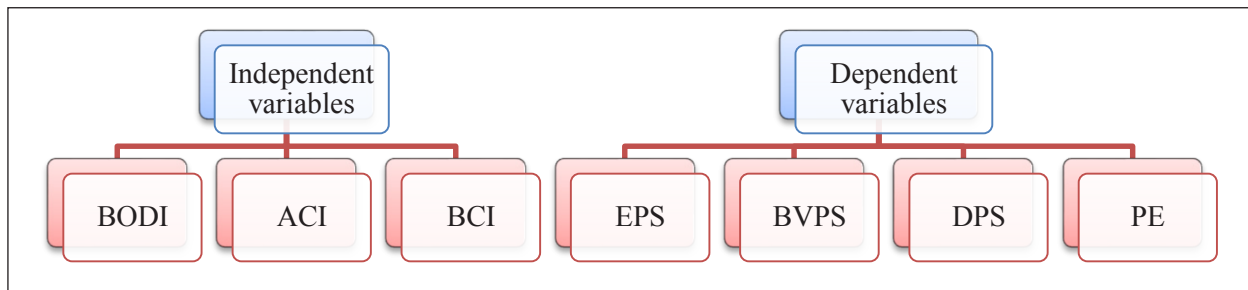 Independent
variables
Dependent
variables
BODI
ACI
BCI
EPS
BVPS
DPS
PE